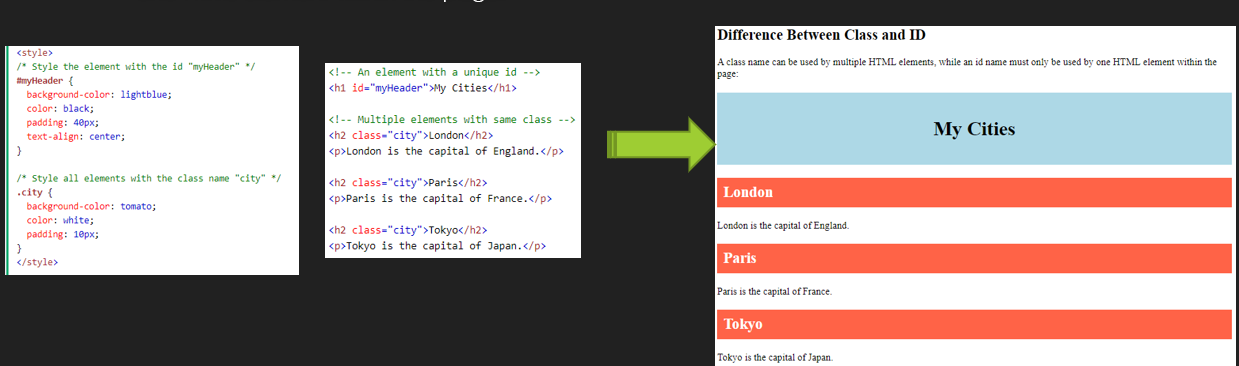 <style>
/* Style the element with the id "myHeader" */
#myHeader {
  background-color: lightblue;
  color: black;
  padding: 40px;
  text-align: center;
}

/* Style all elements with the class name "city" */
.city {
  background-color: tomato;
  color: white;
  padding: 10px;
}
</style>
<!-- An element with a unique id -->
<h1 id="myHeader">My Cities</h1>

<!-- Multiple elements with same class -->
<h2 class="city">London</h2>
<p>London is the capital of England.</p>

<h2 class="city">Paris</h2>
<p>Paris is the capital of France.</p>

<h2 class="city">Tokyo</h2>
<p>Tokyo is the capital of Japan.</p>
Difference Between Class and ID
A class name can be used by multiple HTML elements, while an id name must only be used by one HTML element within the
page:
My Cities
London
London is the capital of England.
Paris
Paris is the capital of France.
Tokyo
Tokyo is the capital of Japan.